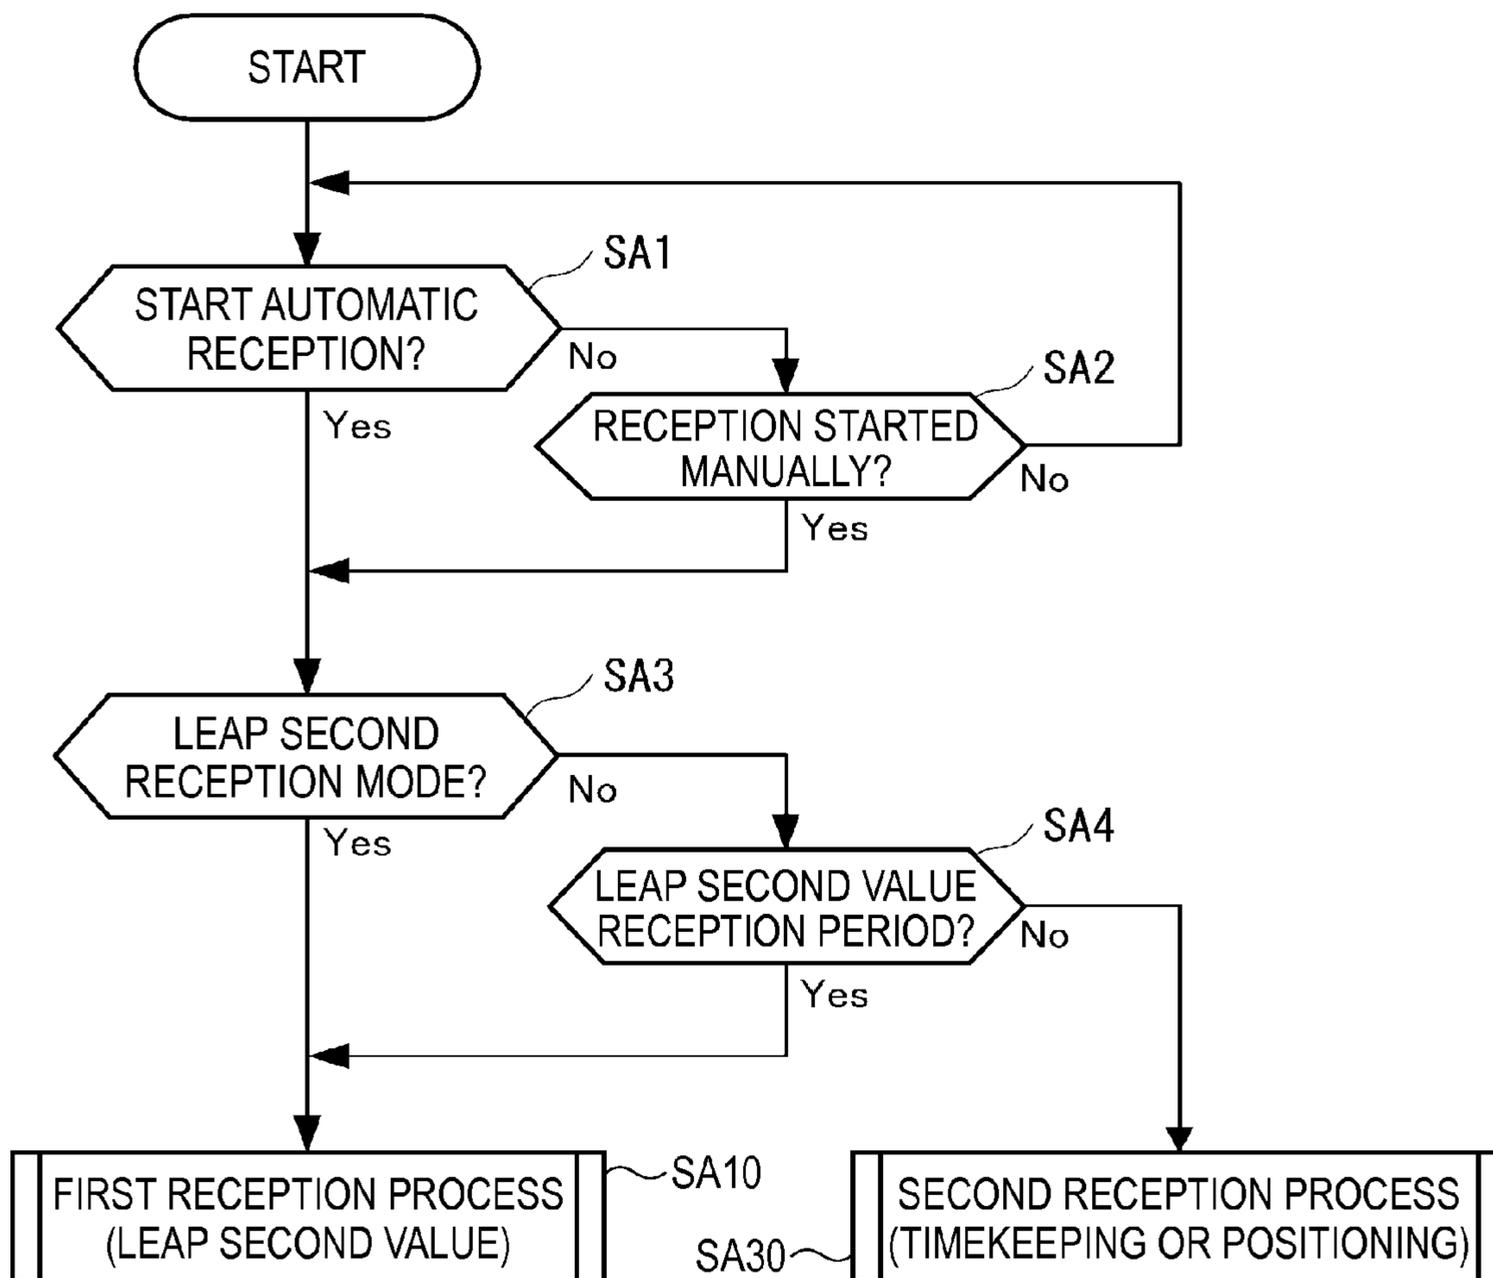 START
SA1
START AUTOMATIC
RECEPTION?
No
Yes
SA2
RECEPTION STARTED
MANUALLY?
No
Yes
SA3
LEAP SECOND
RECEPTION MODE?
No
Yes
SA4
LEAP SECOND VALUE
RECEPTION PERIOD?
No
Yes
FIRST RECEPTION PROCESS
(LEAP SECOND VALUE)
SA10
SECOND RECEPTION PROCESS
(TIMEKEEPING OR POSITIONING)
SA30